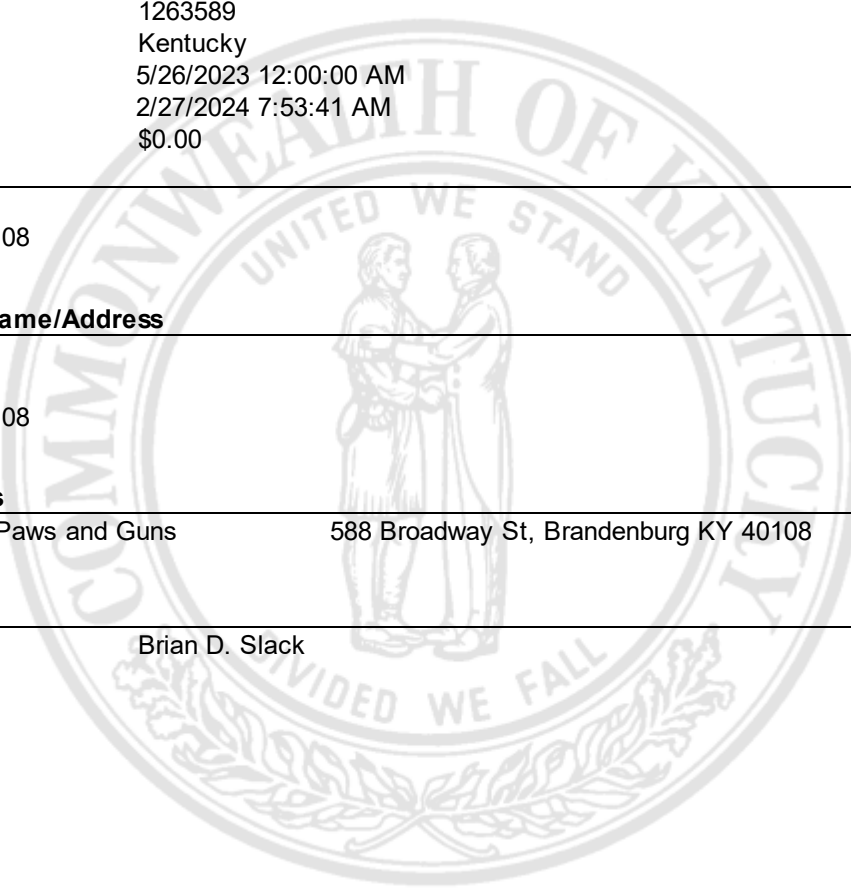 1263589
Kentucky
5/26/2023 12:00:00 AM
2/27/2024 7:53:41 AM
$0.00
COMMONWEALTH OF KENTUCKY
UNITED WE STAND
08
ame/Address
08
s
Paws and Guns 588 Broadway St, Brandenburg KY 40108
Brian D. Slack
DIVIDED WE FALL